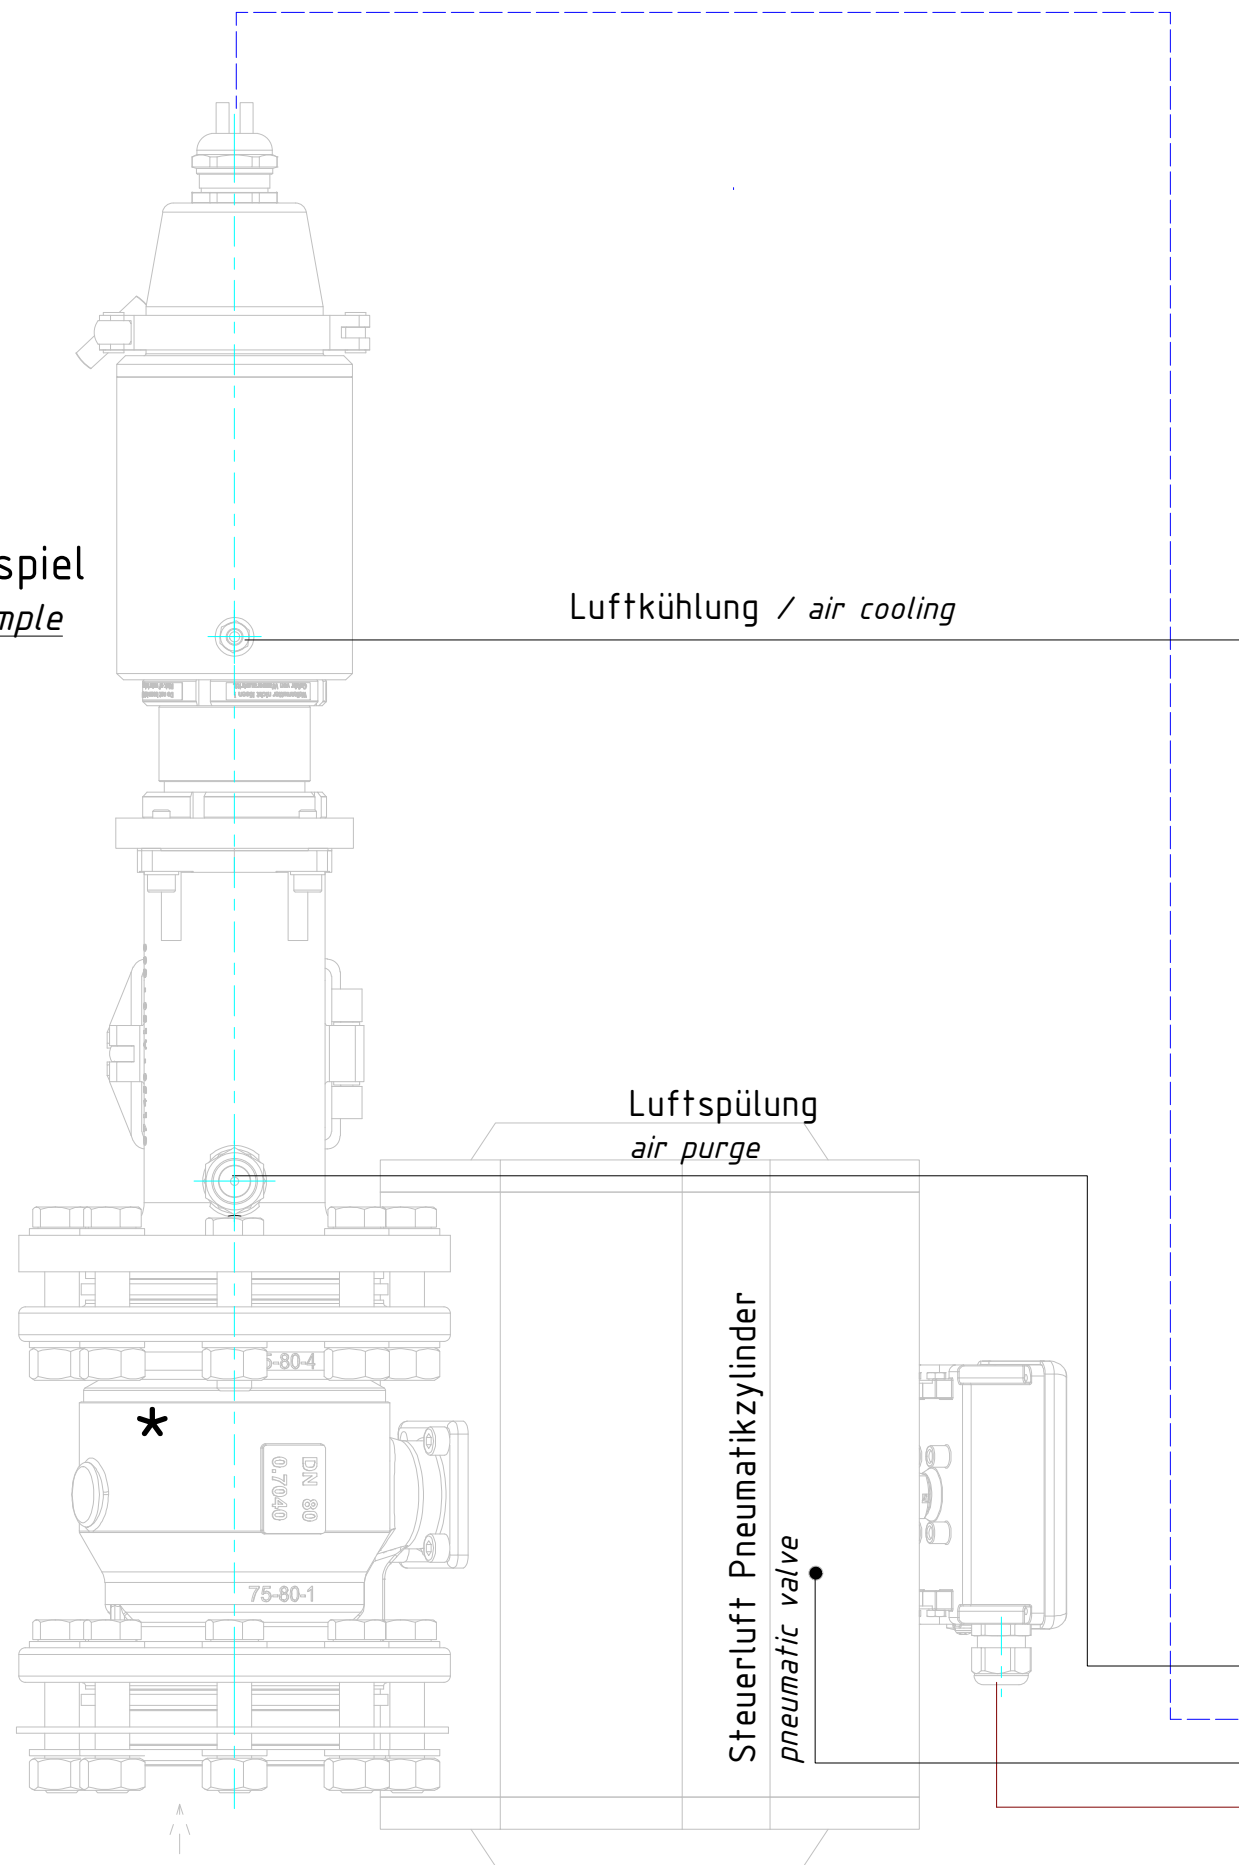 spiel
mple
Luftkühlung / air cooling
Luftspülung
air purge
Steuerluft Pneumatikzylinder
pneumatic valve
5-80-4
*
DN 80
0.7040
75-80-1